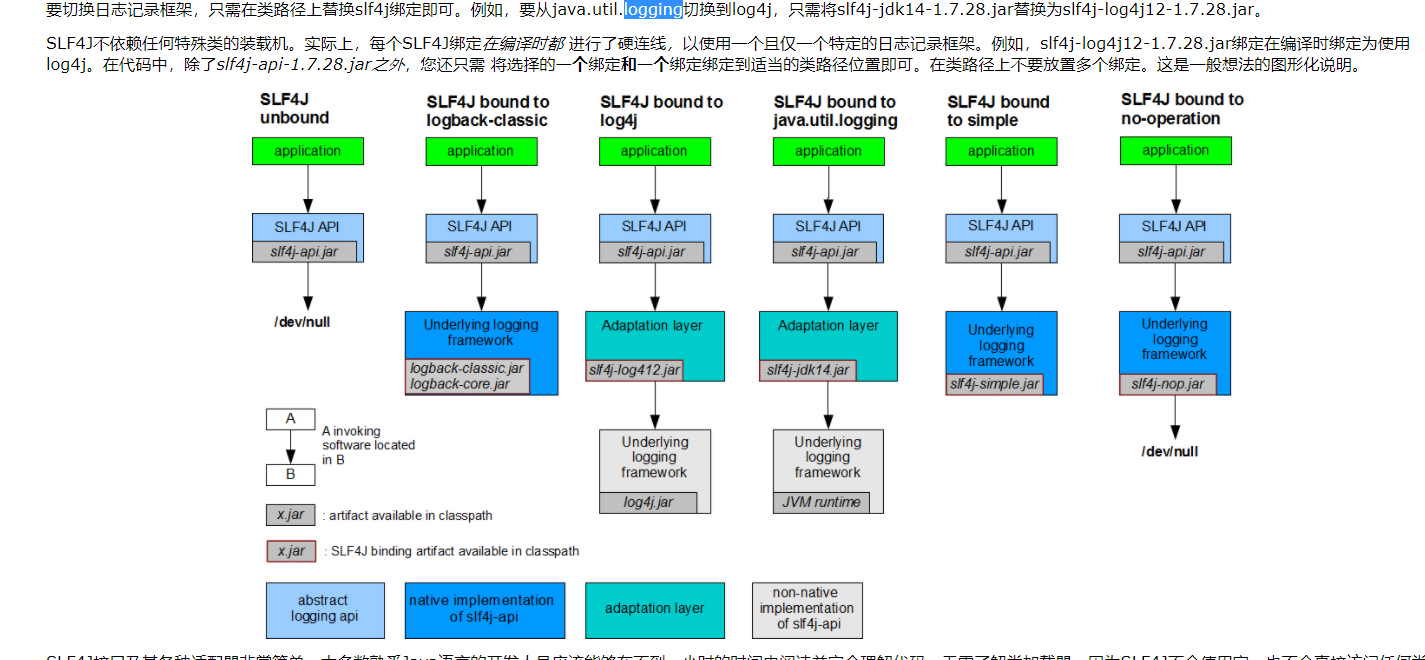 要切换日志记录框架，只需在类路径上替换slf4j绑定即可。例如，要从java.util.logging切换到log4j，只需将slf4j-jdk14-1.7.28.jar替换为slf4j-log4j12-1.7.28.jar。
SLF4J不依赖任何特殊类的装载机。实际上，每个SLF4J绑定在编译时都 进行了硬连线，以使用一个且仅一个特定的日志记录框架。例如，slf4j-log4j12-1.7.28.jar绑定在编译时绑定为使用
log4j。在代码中，除了slf4j-api-1.7.28.jar之外，您还只需 将选择的一个绑定和一个绑定绑定到适当的类路径位置即可。在类路径上不要放置多个绑定。这是一般想法的图形化说明。
SLF4J
unbound
SLF4J bound to
logback-classic
SLF4J bound to
log4j
SLF4J bound to
java.util.logging
SLF4J bound
to simple
SLF4J bound to
no-operation
application
application
application
application
application
application
SLF4J API
SLF4J API
SLF4J API
SLF4J API
SLF4J API
SLF4J API
slf4j-api.jar
slf4j-api.jar
slf4j-api.jar
slf4j-api.jar
slf4j-api.jar
slf4j-api.jar
/dev/null
Underlying logging
framework
logback-classic.jar
logback-core.jar
Adaptation layer
slf4j-log412.jar
Adaptation layer
slf4j-jdk14.jar
Underlying
logging
framework
slf4j-simple.jar
Underlying
logging
framework
slf4j-nop.jar
A
B
A invoking
software located
in B
Underlying
logging
framework
log4j.jar
Underlying
logging
framework
JVM runtime
/dev/null
x.jar : artifact available in classpath
x.jar : SLF4J binding artifact available in classpath
abstract
logging api
native implementation
of slf4j-api
adaptation layer
non-native
implementation
of slf4j-api